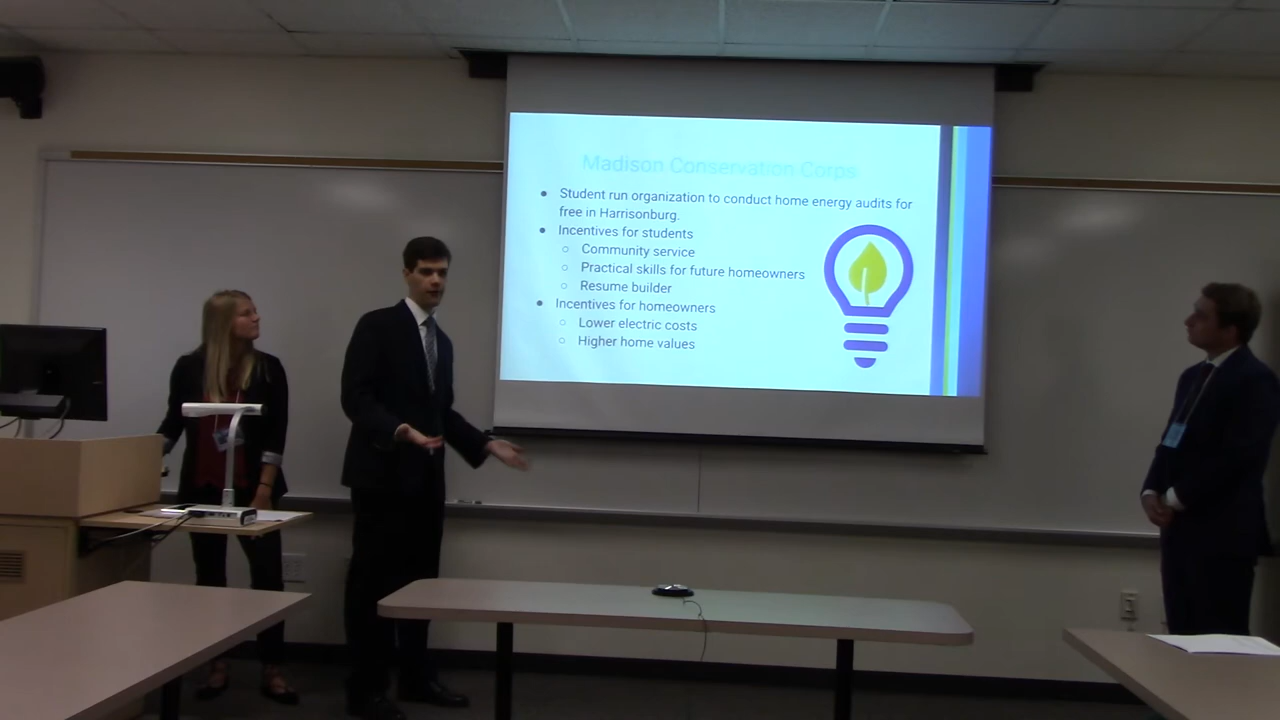 Madison Conservation Corps
● Student run organization to conduct home energy audits for
free in Harrisonburg.
● Incentives for students
○ Community service
○ Practical skills for future homeowners
○ Resume builder
● Incentives for homeowners
○ Lower electric costs
○ Higher home values